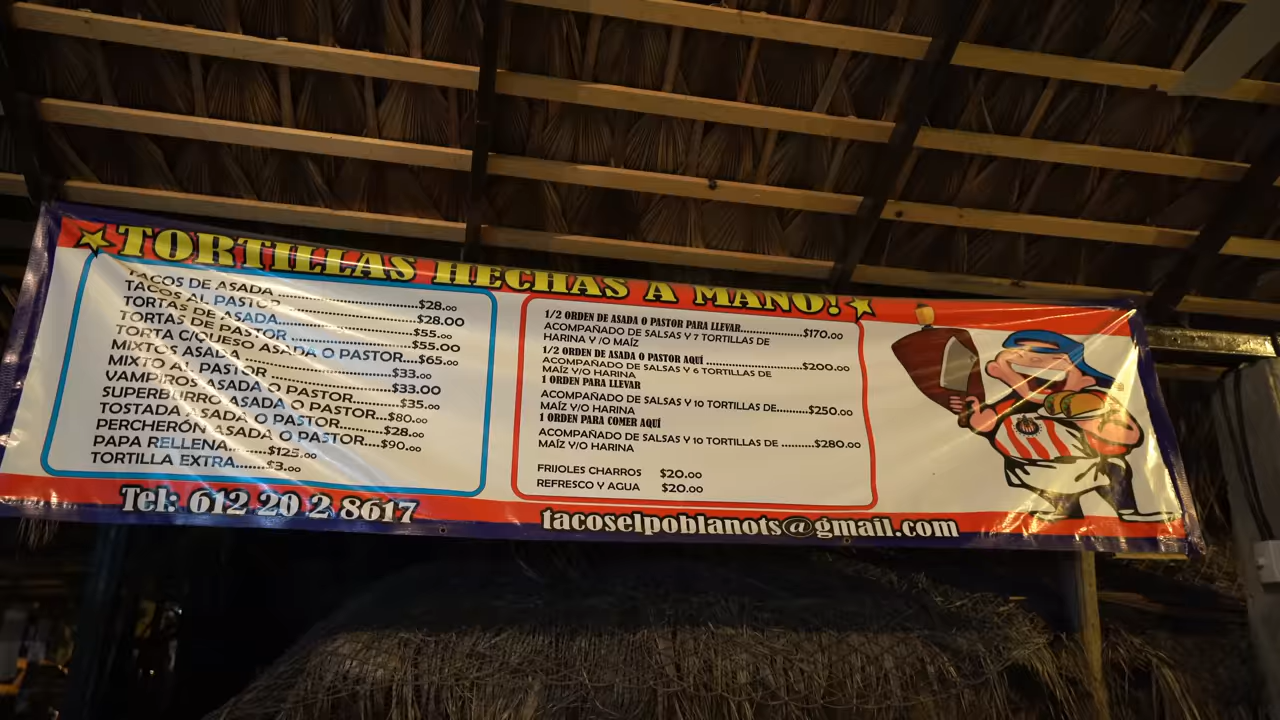 TORTILLAS HECHAS A MANO!
TACOS DE ASADA.....................$28.00
TACOS AL PASTOR.....................$28.00
TORTAS DE ASADA.....................$55.00
TORTAS DE PASTOR.....................$55.00
TORTA C/QUESO ASADA O PASTOR...$65.00
MIXTOS ASADA.....................$33.00
MIXTO AL PASTOR.....................$33.00
VAMPIROS ASADA O PASTOR..........$35.00
SUPERBURRO ASADA O PASTOR...$80.00
TOSTADA ASADA O PASTOR..........$28.00
PERCHERÓN ASADA O PASTOR....$90.00
PAPA RELLENA.........$125.00
TORTILLA EXTRA.......$3.00
1/2 ORDEN DE ASADA O PASTOR PARA LLEVAR................$170.00
ACOMPAÑADO DE SALSAS Y 7 TORTILLAS DE
HARINA Y /O MAÍZ
1/2 ORDEN DE ASADA O PASTOR AQUÍ.........................$200.00
ACOMPAÑADO DE SALSAS Y 6 TORTILLAS DE
MAÍZ Y/O HARINA
1 ORDEN PARA LLEVAR
ACOMPAÑADO DE SALSAS Y 10 TORTILLAS DE.........$250.00
MAÍZ Y/O HARINA
1 ORDEN PARA COMER AQUÍ
ACOMPAÑADO DE SALSAS Y 10 TORTILLAS DE .........$280.00
MAÍZ Y/O HARINA
FRIJOLES CHARROS $20.00
REFRESCO Y AGUA $20.00
Tel: 612 20 2 8617
tacoselpoblanots@gmail.com